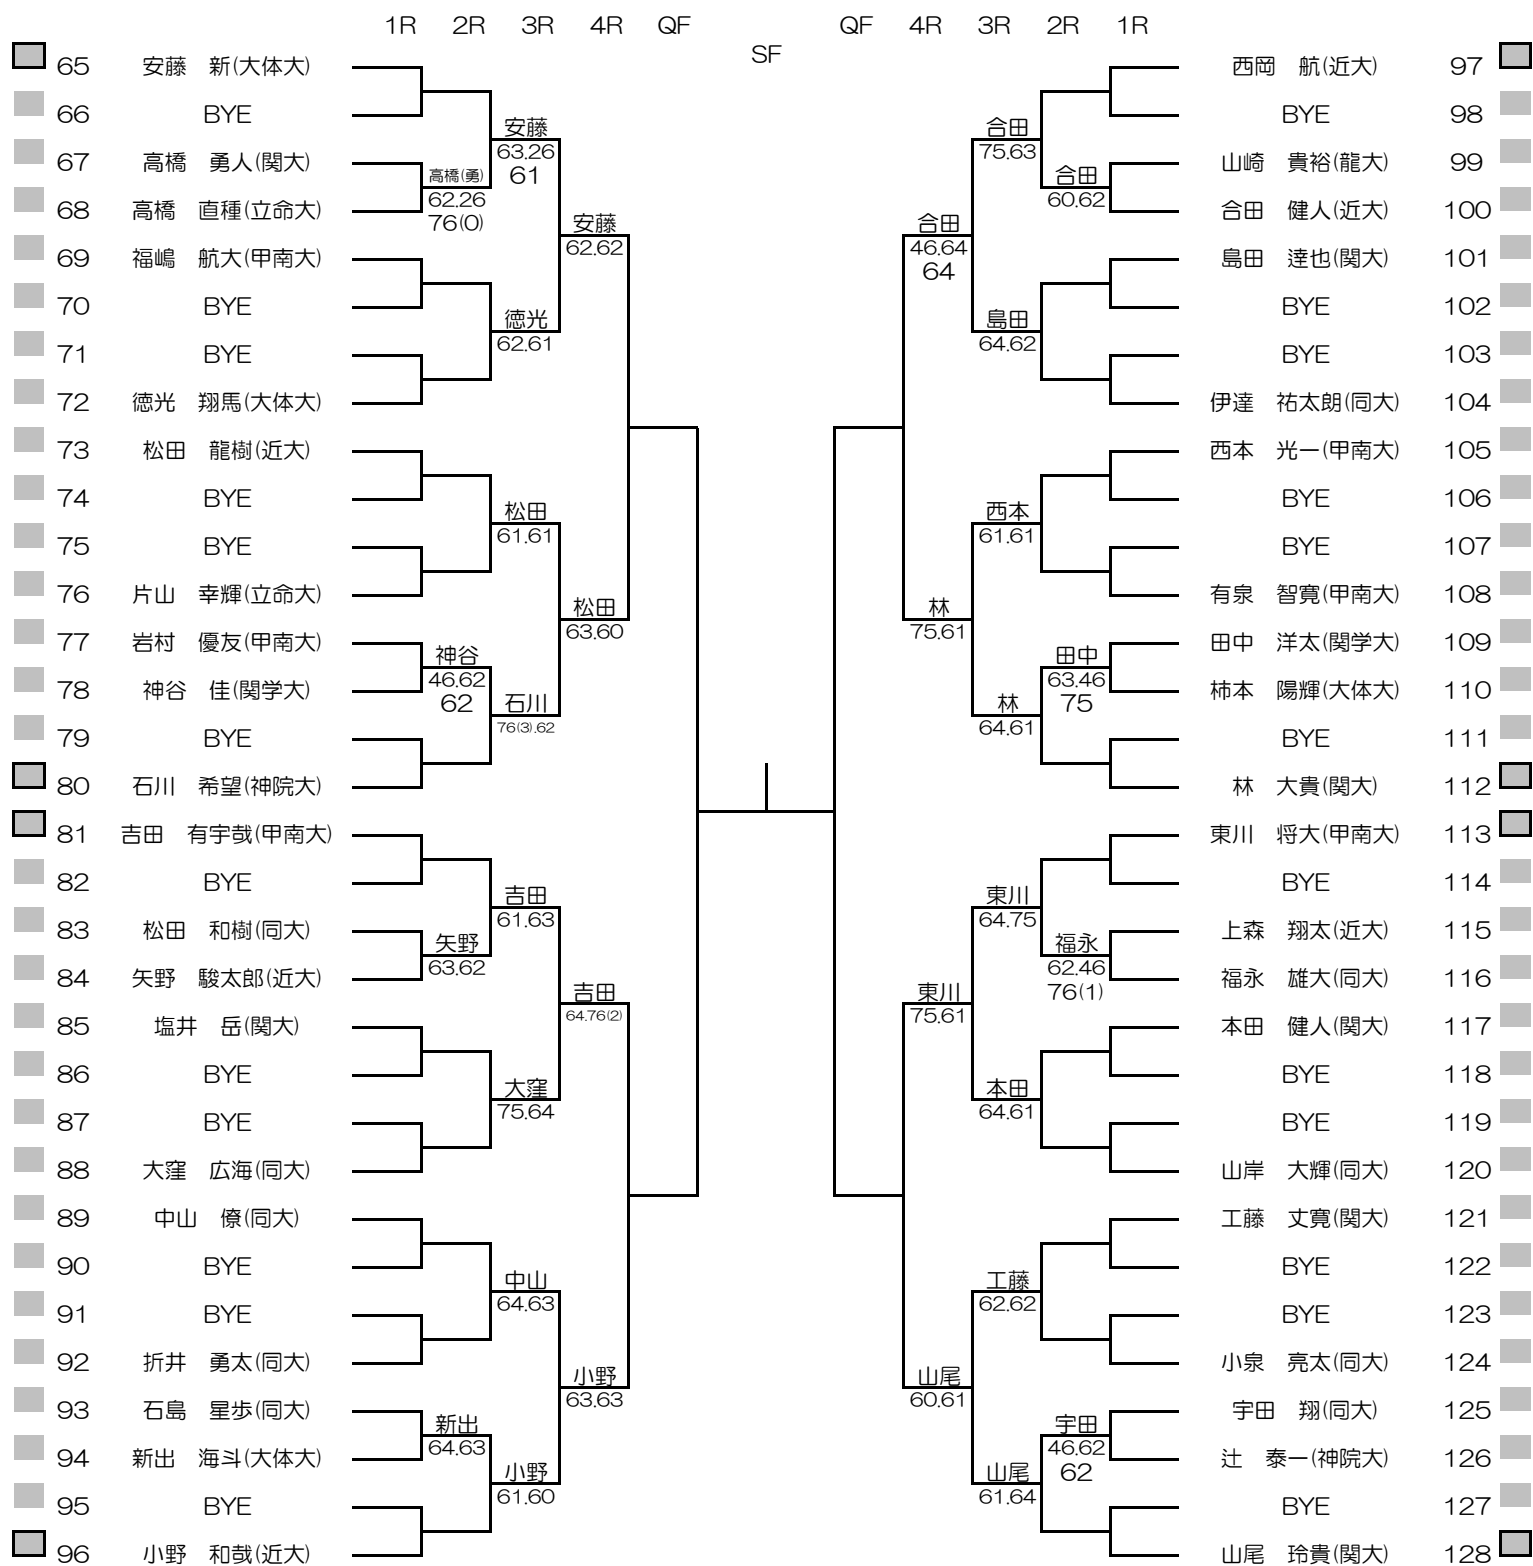 1R 2R 3R 4R QF SF QF 4R 3R 2R 1R
65 安藤 新(大体大) 西岡 航(近大) 97
66 BYE BYE 98
安藤 合田
63.26 75.63
67 高橋 勇人(関大) 61 山崎 貴裕(龍大) 99
高橋(勇) 合田
62.26 60.62
68 高橋 直種(立命大) 合田 健人(近大) 100
76(0) 安藤 合田
62.62 46.64
69 福嶋 航大(甲南大) 島田 逹也(関大) 101
64
70 BYE BYE 102
徳光 島田
62.61 64.62
71 BYE BYE 103
72 徳光 翔馬(大体大) 伊達 祐太朗(同大) 104
73 松田 龍樹(近大) 西本 光一(甲南大) 105
74 BYE BYE 106
松田 西本
61.61 61.61
75 BYE BYE 107
76 片山 幸輝(立命大) 有泉 智寛(甲南大) 108
松田 林
63.60 75.61
77 岩村 優友(甲南大) 田中 洋太(関学大) 109
神谷 田中
46.62 63.46
78 神谷 佳(関学大) 柿本 陽輝(大体大) 110
62 石川 林 75
76(3).62 64.61
79 BYE BYE 111
80 石川 希望(神院大) 林 大貴(関大) 112
81 吉田 有宇哉(甲南大) 東川 将大(甲南大) 113
82 BYE BYE 114
吉田 東川
61.63 64.75
83 松田 和樹(同大) 上森 翔太(近大) 115
矢野 福永
63.62 62.46
84 矢野 駿太郎(近大) 福永 雄大(同大) 116
吉田 東川 76(1)
64.76(2) 75.61
85 塩井 岳(関大) 本田 健人(関大) 117
86 BYE BYE 118
大窪 本田
75.64 64.61
87 BYE BYE 119
88 大窪 広海(同大) 山岸 大輝(同大) 120
89 中山 僚(同大) 工藤 丈寛(関大) 121
90 BYE BYE 122
中山 工藤
64.63 62.62
91 BYE BYE 123
92 折井 勇太(同大) 小泉 亮太(同大) 124
小野 山尾
63.63 60.61
93 石島 星歩(同大) 宇田 翔(同大) 125
新出 宇田
64.63 46.62
94 新出 海斗(大体大) 辻 泰一(神院大) 126
小野 山尾 62
61.60 61.64
95 BYE BYE 127
96 小野 和哉(近大) 山尾 玲貴(関大) 128